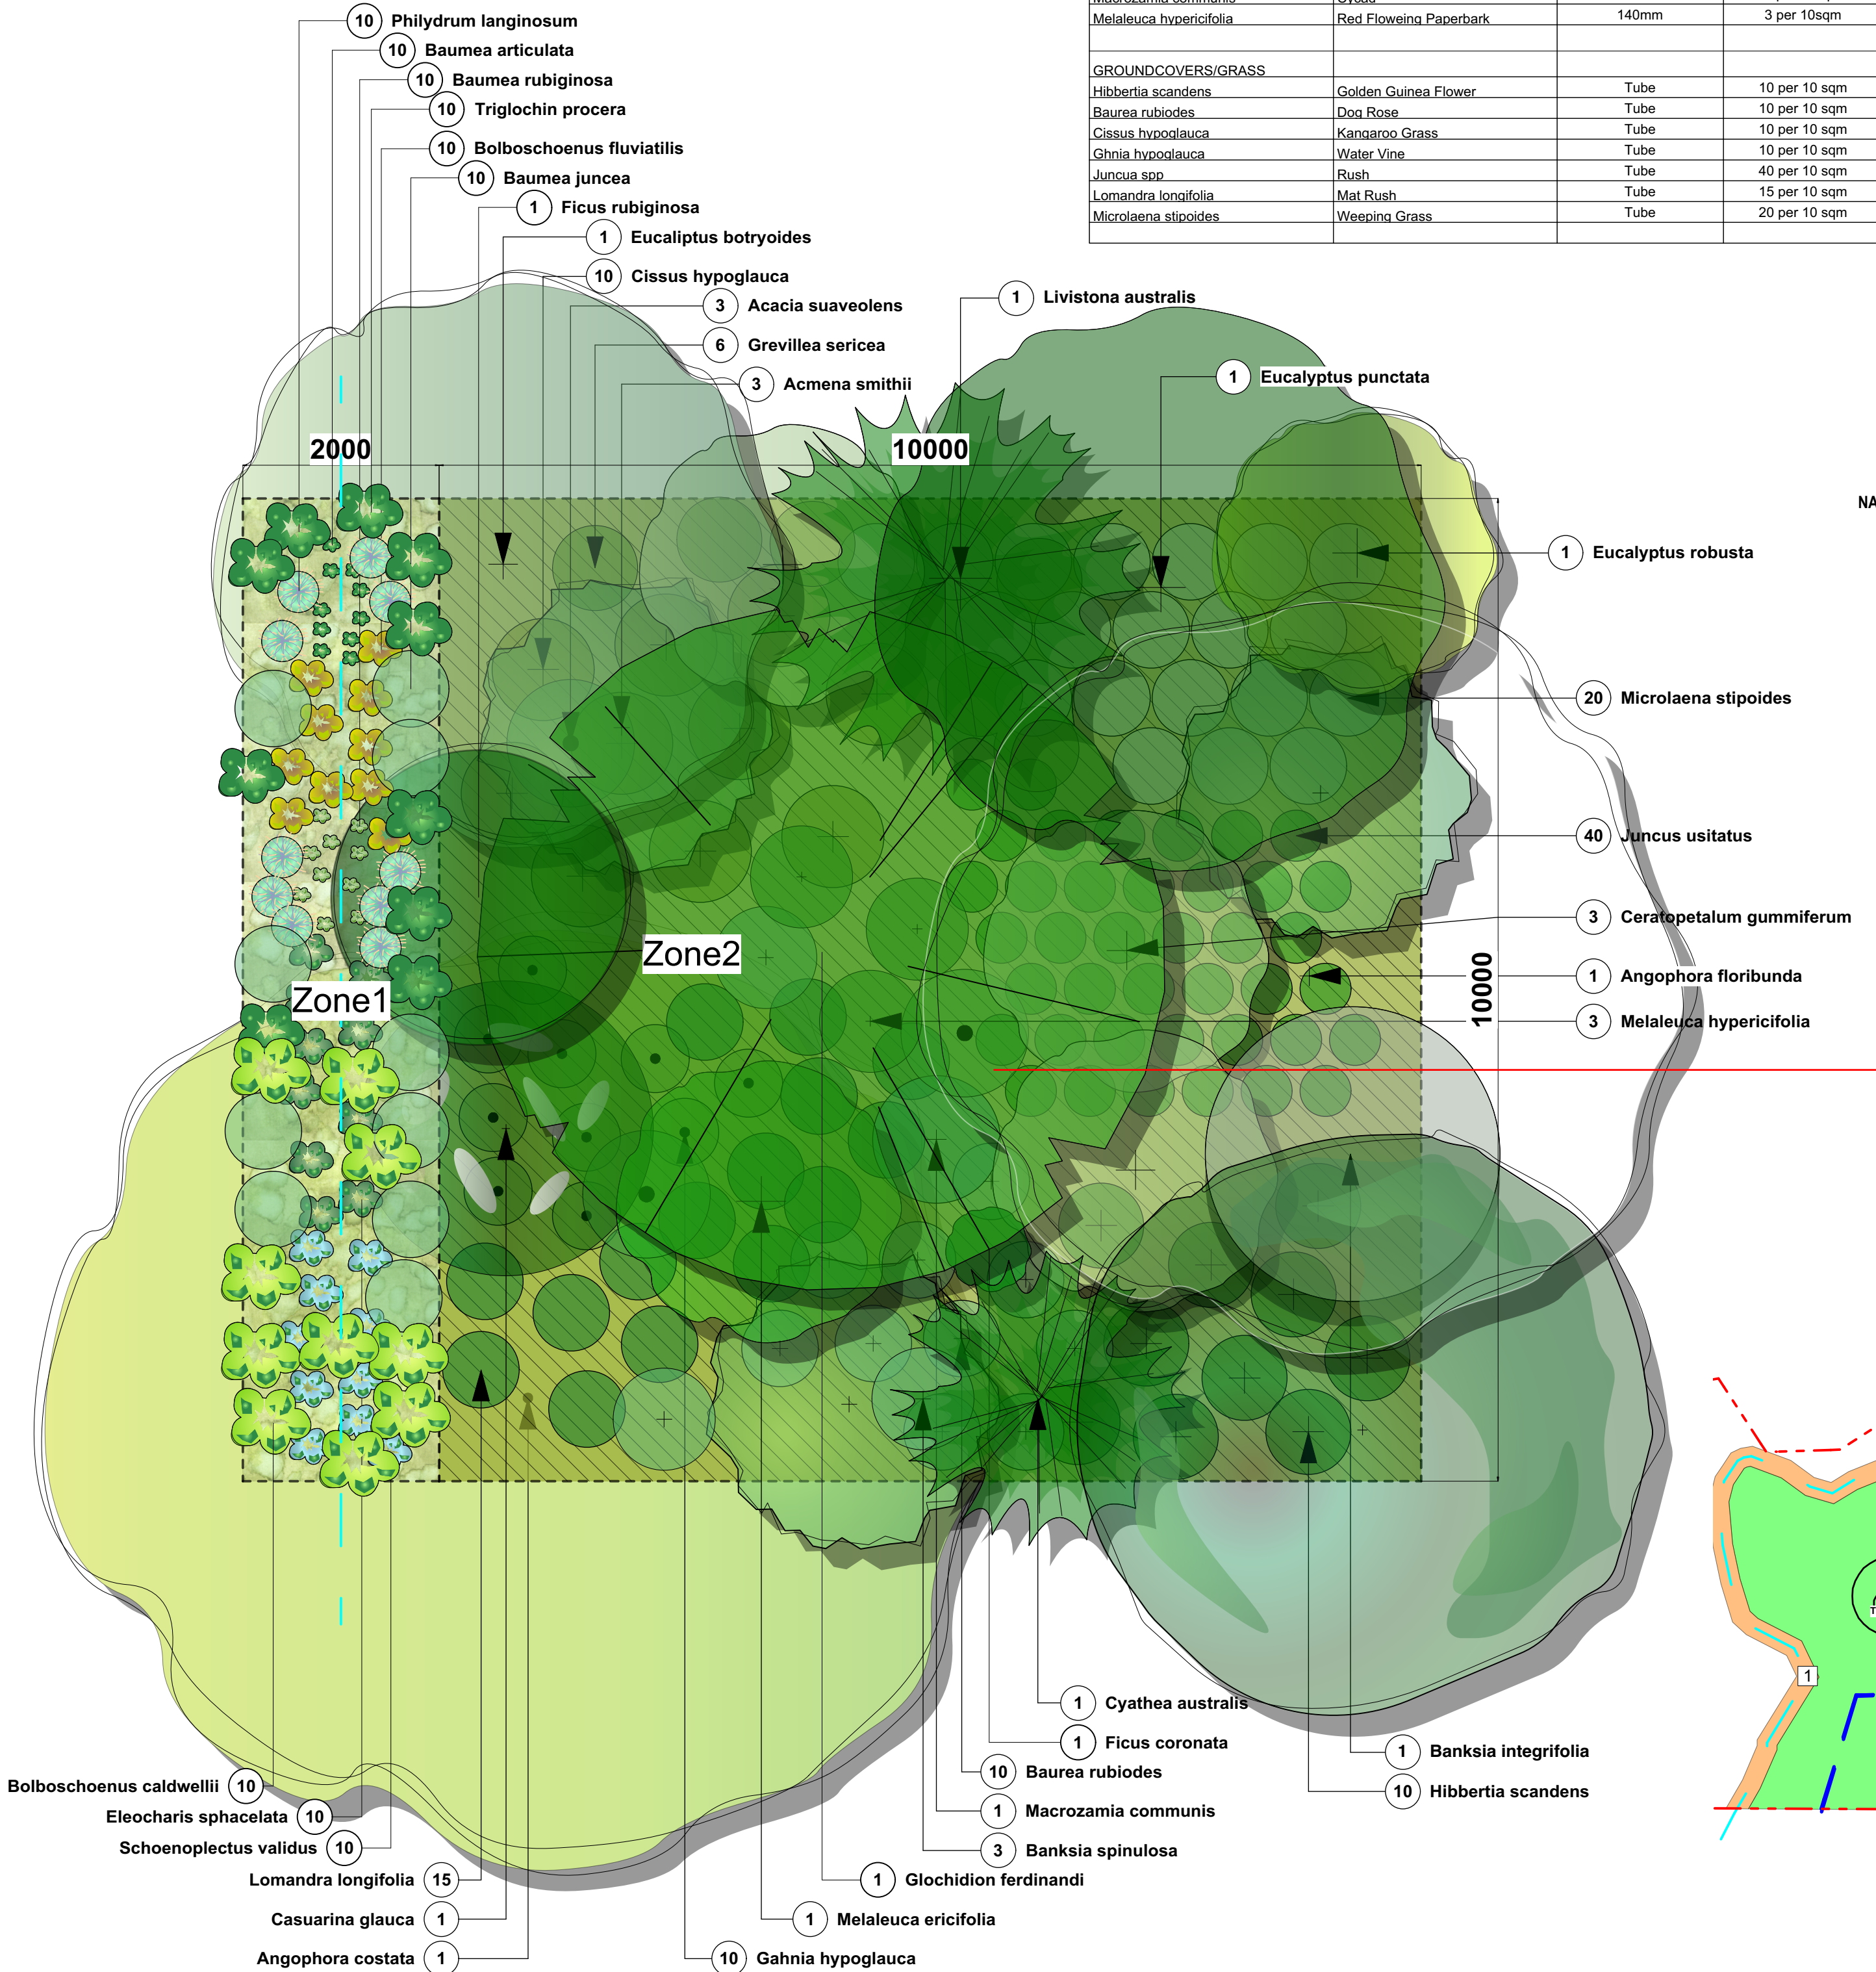 10 Philydrum langinosum
10 Baumea articulata
10 Baumea rubiginosa
10 Triglochin procera
10 Bolboschoenus fluviatilis
10 Baumea juncea
1 Ficus rubiginosa
1 Eucaliptus botryoides
10 Cissus hypoglauca
3 Acacia suaveolens
6 Grevillea sericea
3 Acmena smithii
Melaleuca hypericifolia Red Floweing Paperbark 140mm 3 per 10sqm
GROUNDCOVERS/GRASS
Hibbertia scandens Golden Guinea Flower Tube 10 per 10 sqm
Baurea rubiodes Dog Rose Tube 10 per 10 sqm
Cissus hypoglauca Kangaroo Grass Tube 10 per 10 sqm
Ghnia hypoglauca Water Vine Tube 10 per 10 sqm
Juncua spp Rush Tube 40 per 10 sqm
Lomandra longifolia Mat Rush Tube 15 per 10 sqm
Microlaena stipoides Weeping Grass Tube 20 per 10 sqm
1 Livistona australis
1 Eucalyptus punctata
2000
10000
NA
1 Eucalyptus robusta
20 Microlaena stipoides
40 Juncus usitatus
3 Ceratopetalum gummiferum
1 Angophora floribunda
3 Melaleuca hypericifolia
10000
Zone2
Zone1
1
1 Cyathea australis
1 Ficus coronata
10 Baurea rubiodes
1 Macrozamia communis
3 Banksia spinulosa
1 Banksia integrifolia
10 Hibbertia scandens
Bolboschoenus caldwellii 10
Eleocharis sphacelata 10
Schoenoplectus validus 10
Lomandra longifolia 15
Casuarina glauca 1
Angophora costata 1
1 Glochidion ferdinandi
1 Melaleuca ericifolia
10 Gahnia hypoglauca